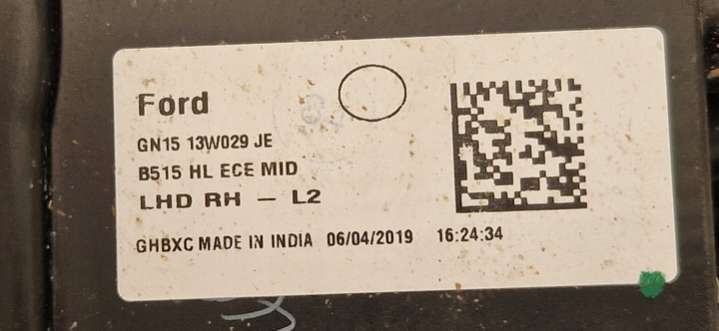 Ford
GN15 13W029 JE
B515 HL ECE MID
LHD RH – L2
GHBXC MADE IN INDIA 06/04/2019 16:24:34